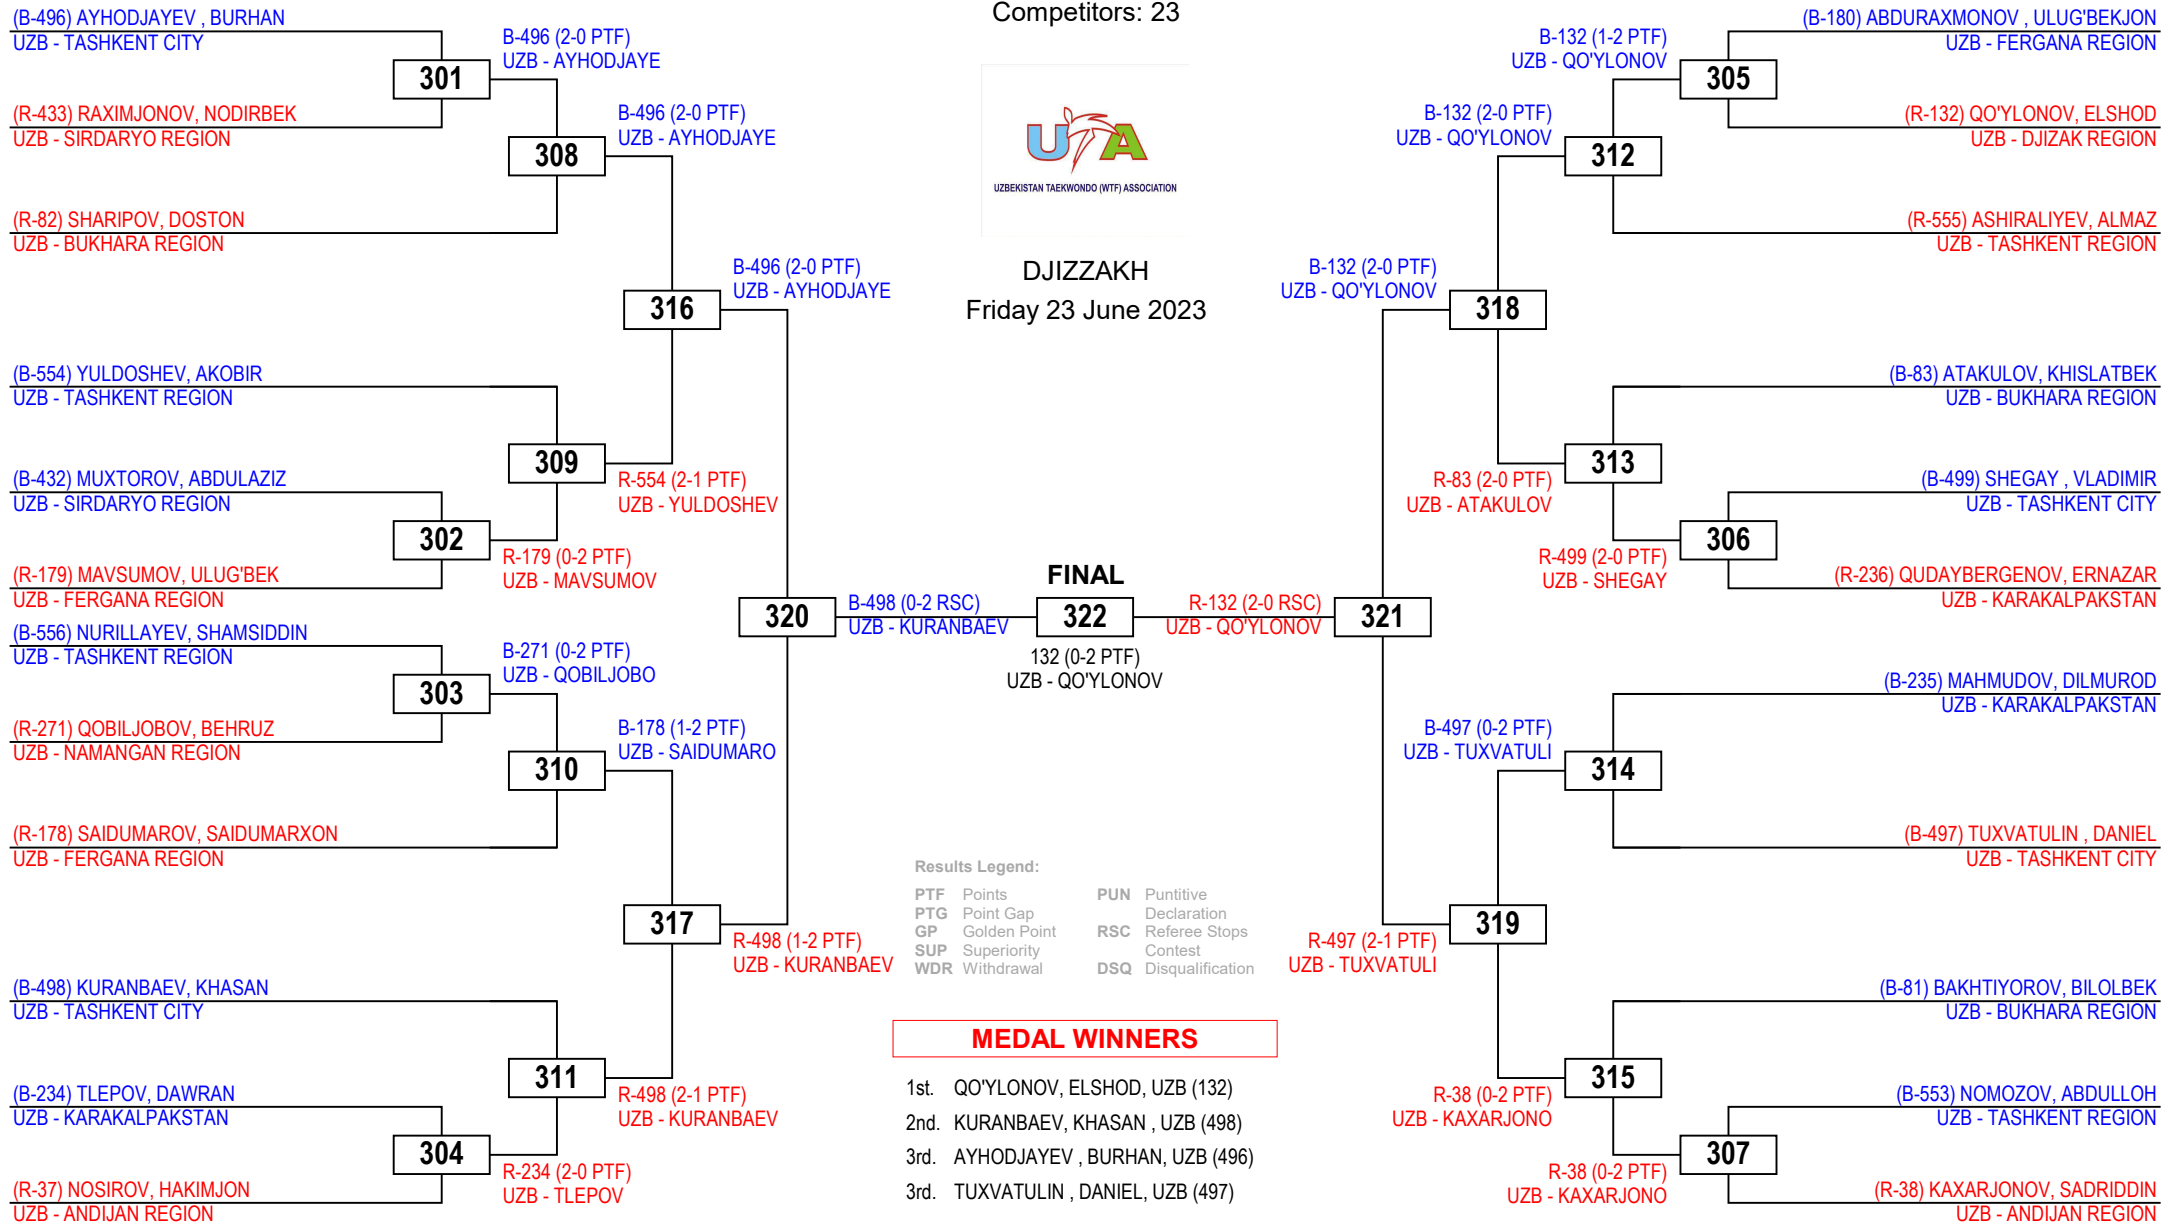 Competitors: 23
UTA
UZBEKISTAN TAEKWONDO (WTF) ASSOCIATION
DJIZZAKH
Friday 23 June 2023
(B-496) AYHODJAYEV , BURHAN
UZB - TASHKENT CITY
301
(R-433) RAXIMJONOV, NODIRBEK
UZB - SIRDARYO REGION
B-496 (2-0 PTF)
UZB - AYHODJAYE
308
(R-82) SHARIPOV, DOSTON
UZB - BUKHARA REGION
B-496 (2-0 PTF)
UZB - AYHODJAYE
316
B-496 (2-0 PTF)
UZB - AYHODJAYE
(B-554) YULDOSHEV, AKOBIR
UZB - TASHKENT REGION
309
R-554 (2-1 PTF)
UZB - YULDOSHEV
(B-432) MUXTOROV, ABDULAZIZ
UZB - SIRDARYO REGION
302
(R-179) MAVSUMOV, ULUG'BEK
UZB - FERGANA REGION
R-179 (0-2 PTF)
UZB - MAVSUMOV
320
B-498 (0-2 RSC)
UZB - KURANBAEV
(B-556) NURILLAYEV, SHAMSIDDIN
UZB - TASHKENT REGION
303
(R-271) QOBILJOBOV, BEHRUZ
UZB - NAMANGAN REGION
B-271 (0-2 PTF)
UZB - QOBILJOBO
310
(R-178) SAIDUMAROV, SAIDUMARXON
UZB - FERGANA REGION
B-178 (1-2 PTF)
UZB - SAIDUMARO
317
R-498 (1-2 PTF)
UZB - KURANBAEV
(B-498) KURANBAEV, KHASAN
UZB - TASHKENT CITY
311
R-498 (2-1 PTF)
UZB - KURANBAEV
(B-234) TLEPOV, DAWRAN
UZB - KARAKALPAKSTAN
304
(R-37) NOSIROV, HAKIMJON
UZB - ANDIJAN REGION
R-234 (2-0 PTF)
UZB - TLEPOV
FINAL
322
132 (0-2 PTF)
UZB - QO'YLONOV
(B-180) ABDURAXMONOV , ULUG'BEKJON
UZB - FERGANA REGION
305
(R-132) QO'YLONOV, ELSHOD
UZB - DJIZAK REGION
B-132 (1-2 PTF)
UZB - QO'YLONOV
312
(R-555) ASHIRALIYEV, ALMAZ
UZB - TASHKENT REGION
B-132 (2-0 PTF)
UZB - QO'YLONOV
318
B-132 (2-0 PTF)
UZB - QO'YLONOV
(B-83) ATAKULOV, KHISLATBEK
UZB - BUKHARA REGION
313
R-83 (2-0 PTF)
UZB - ATAKULOV
(B-499) SHEGAY , VLADIMIR
UZB - TASHKENT CITY
306
(R-236) QUDAYBERGENOV, ERNAZAR
UZB - KARAKALPAKSTAN
R-499 (2-0 PTF)
UZB - SHEGAY
321
R-132 (2-0 RSC)
UZB - QO'YLONOV
(B-235) MAHMUDOV, DILMUROD
UZB - KARAKALPAKSTAN
314
(B-497) TUXVATULIN , DANIEL
UZB - TASHKENT CITY
B-497 (0-2 PTF)
UZB - TUXVATULI
319
R-497 (2-1 PTF)
UZB - TUXVATULI
(B-81) BAKHTIYOROV, BILOLBEK
UZB - BUKHARA REGION
315
R-38 (0-2 PTF)
UZB - KAXARJONO
(B-553) NOMOZOV, ABDULLOH
UZB - TASHKENT REGION
307
(R-38) KAXARJONOV, SADRIDDIN
UZB - ANDIJAN REGION
R-38 (0-2 PTF)
UZB - KAXARJONO
Results Legend:
PTF Points
PTG Point Gap
GP Golden Point
SUP Superiority
WDR Withdrawal
PUN Puntitive
Declaration
RSC Referee Stops
Contest
DSQ Disqualification
MEDAL WINNERS
1st. QO'YLONOV, ELSHOD, UZB (132)
2nd. KURANBAEV, KHASAN , UZB (498)
3rd. AYHODJAYEV , BURHAN, UZB (496)
3rd. TUXVATULIN , DANIEL, UZB (497)